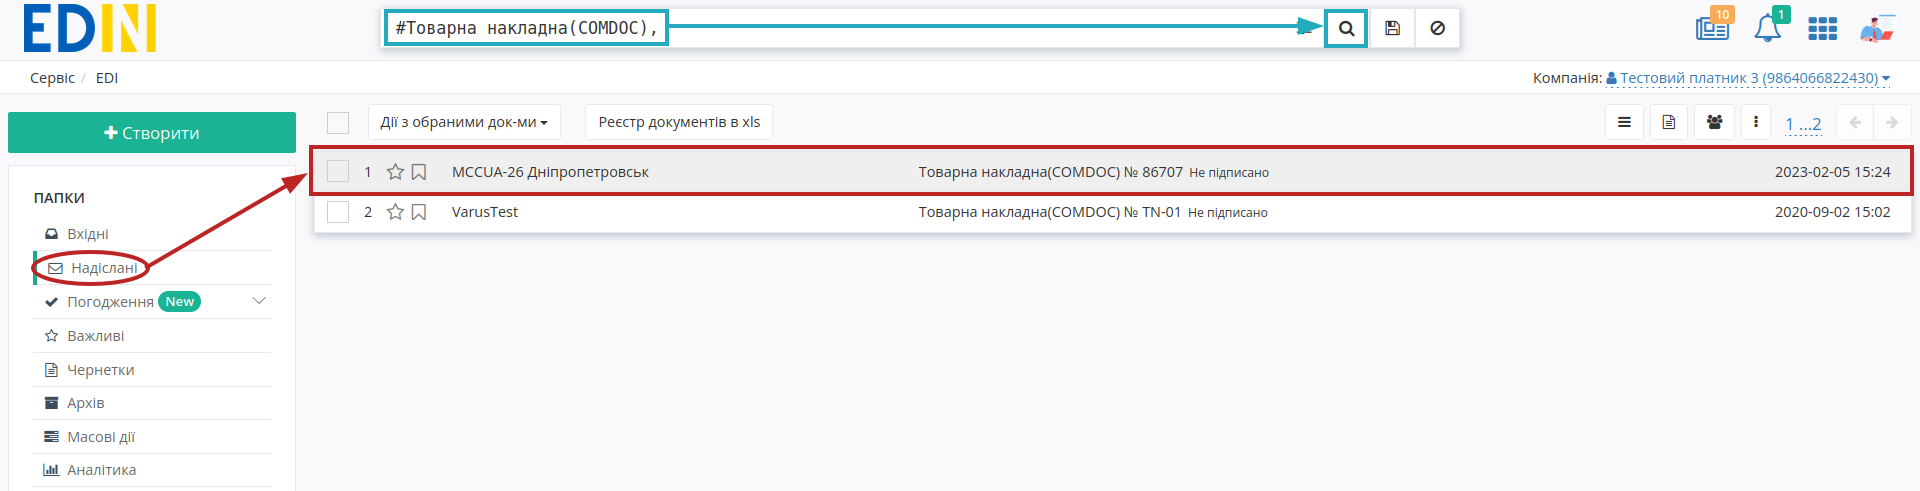 EDIN
#Товарна накладна(COMDOC),
10
1
Сервіс / EDI
Компанія: Тестовий платник 3 (9864066822430)
Створити
Дії з обраними док-ми
Реєстр документів в xls
1 ...2
1 МССUA-26 Дніпропетровськ Товарна накладна(COMDOC) № 86707 Не підписано 2023-02-05 15:24
2 VarusTest Товарна накладна(COMDOC) № TN-01 Не підписано 2020-09-02 15:02
ПАПКИ
Вхідні
Надіслані
Погодження New
Важливі
Чернетки
Архів
Масові дії
Аналітика